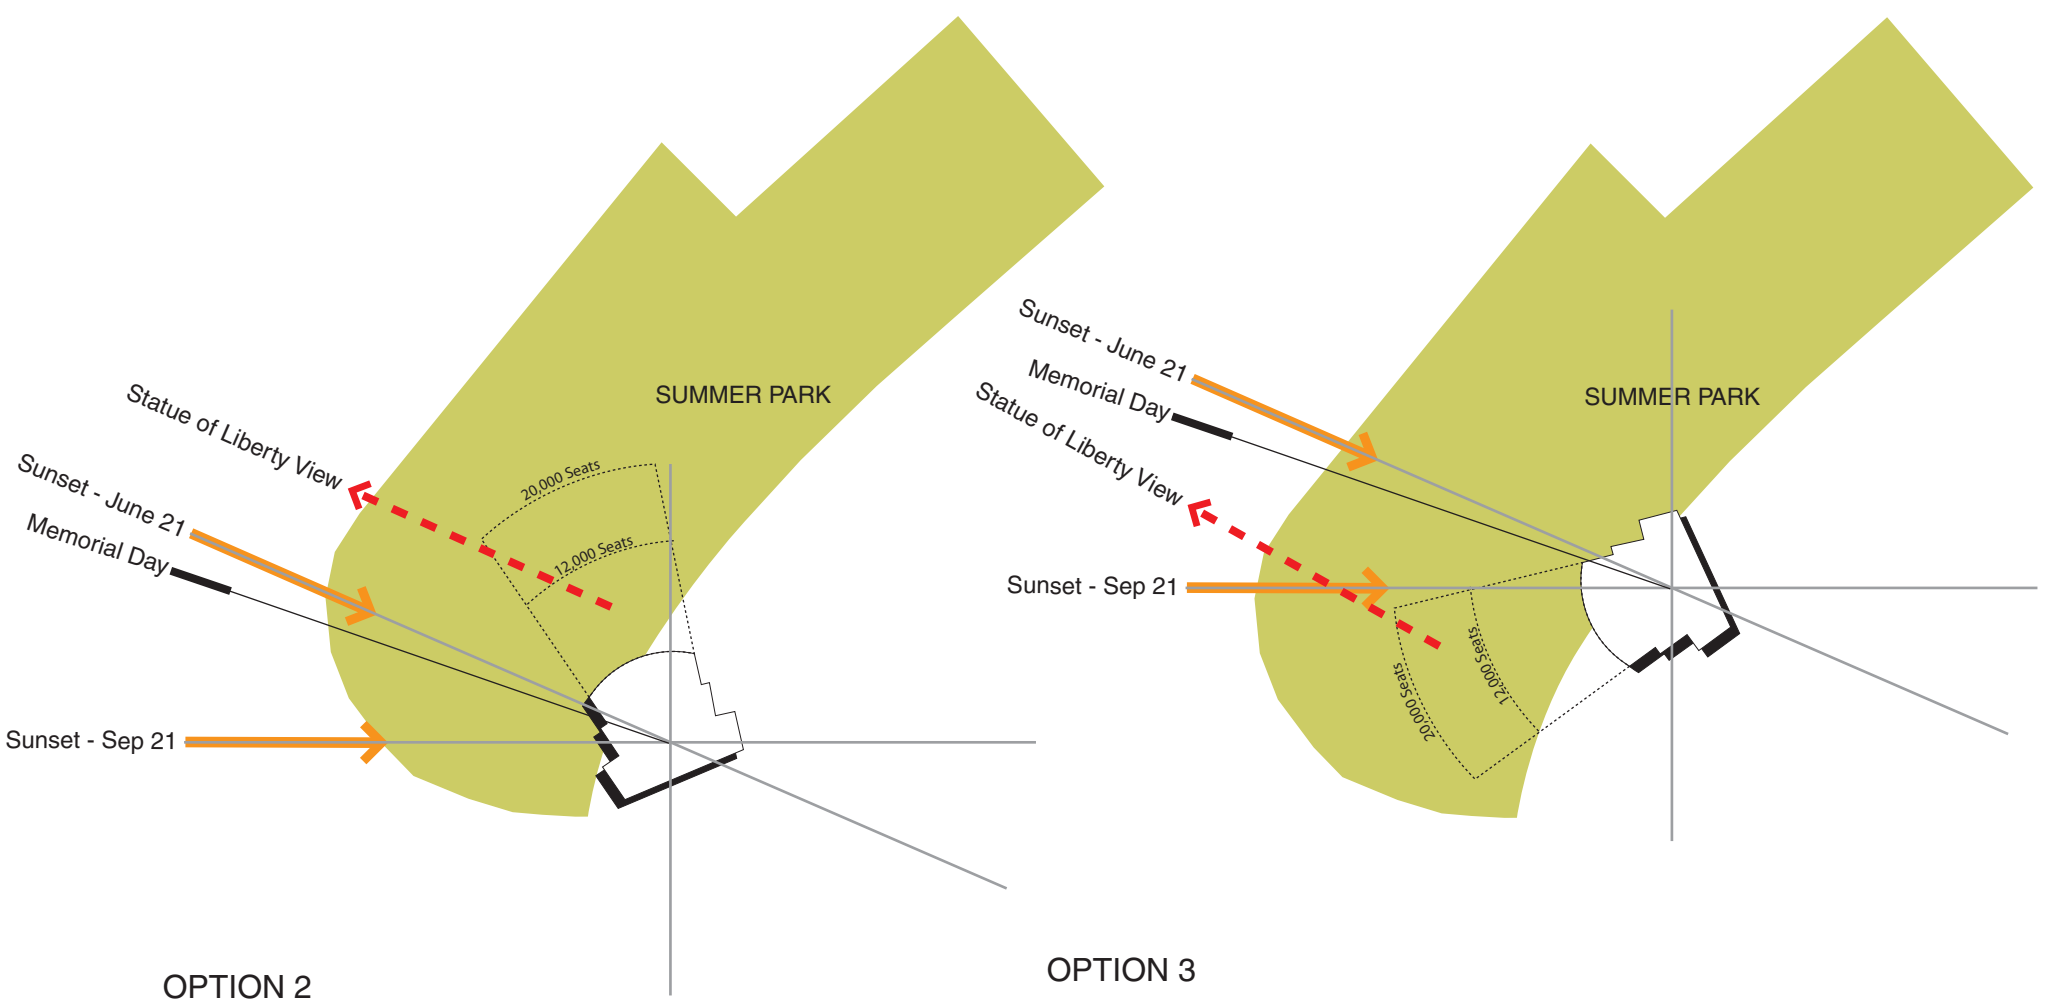 SUMMER PARK
Statue of Liberty View
Sunset - June 21
Memorial Day
Sunset - Sep 21
20,000 Seats
12,000 Seats
OPTION 2
Sunset - June 21
Memorial Day
Statue of Liberty View
SUMMER PARK
Sunset - Sep 21
12,000 Seats
20,000 Seats
OPTION 3